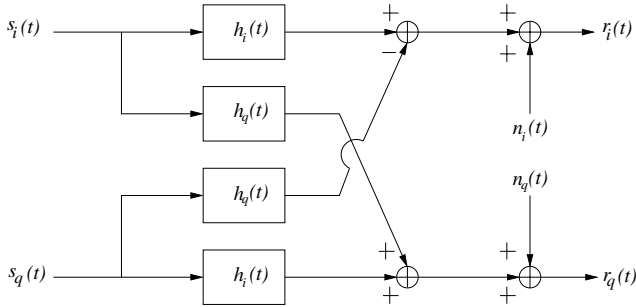 s_i(t) h_i(t) + − + + r_i(t)
h_q(t) n_i(t)
h_q(t) n_q(t)
s_q(t) h_i(t) + + + + r_q(t)